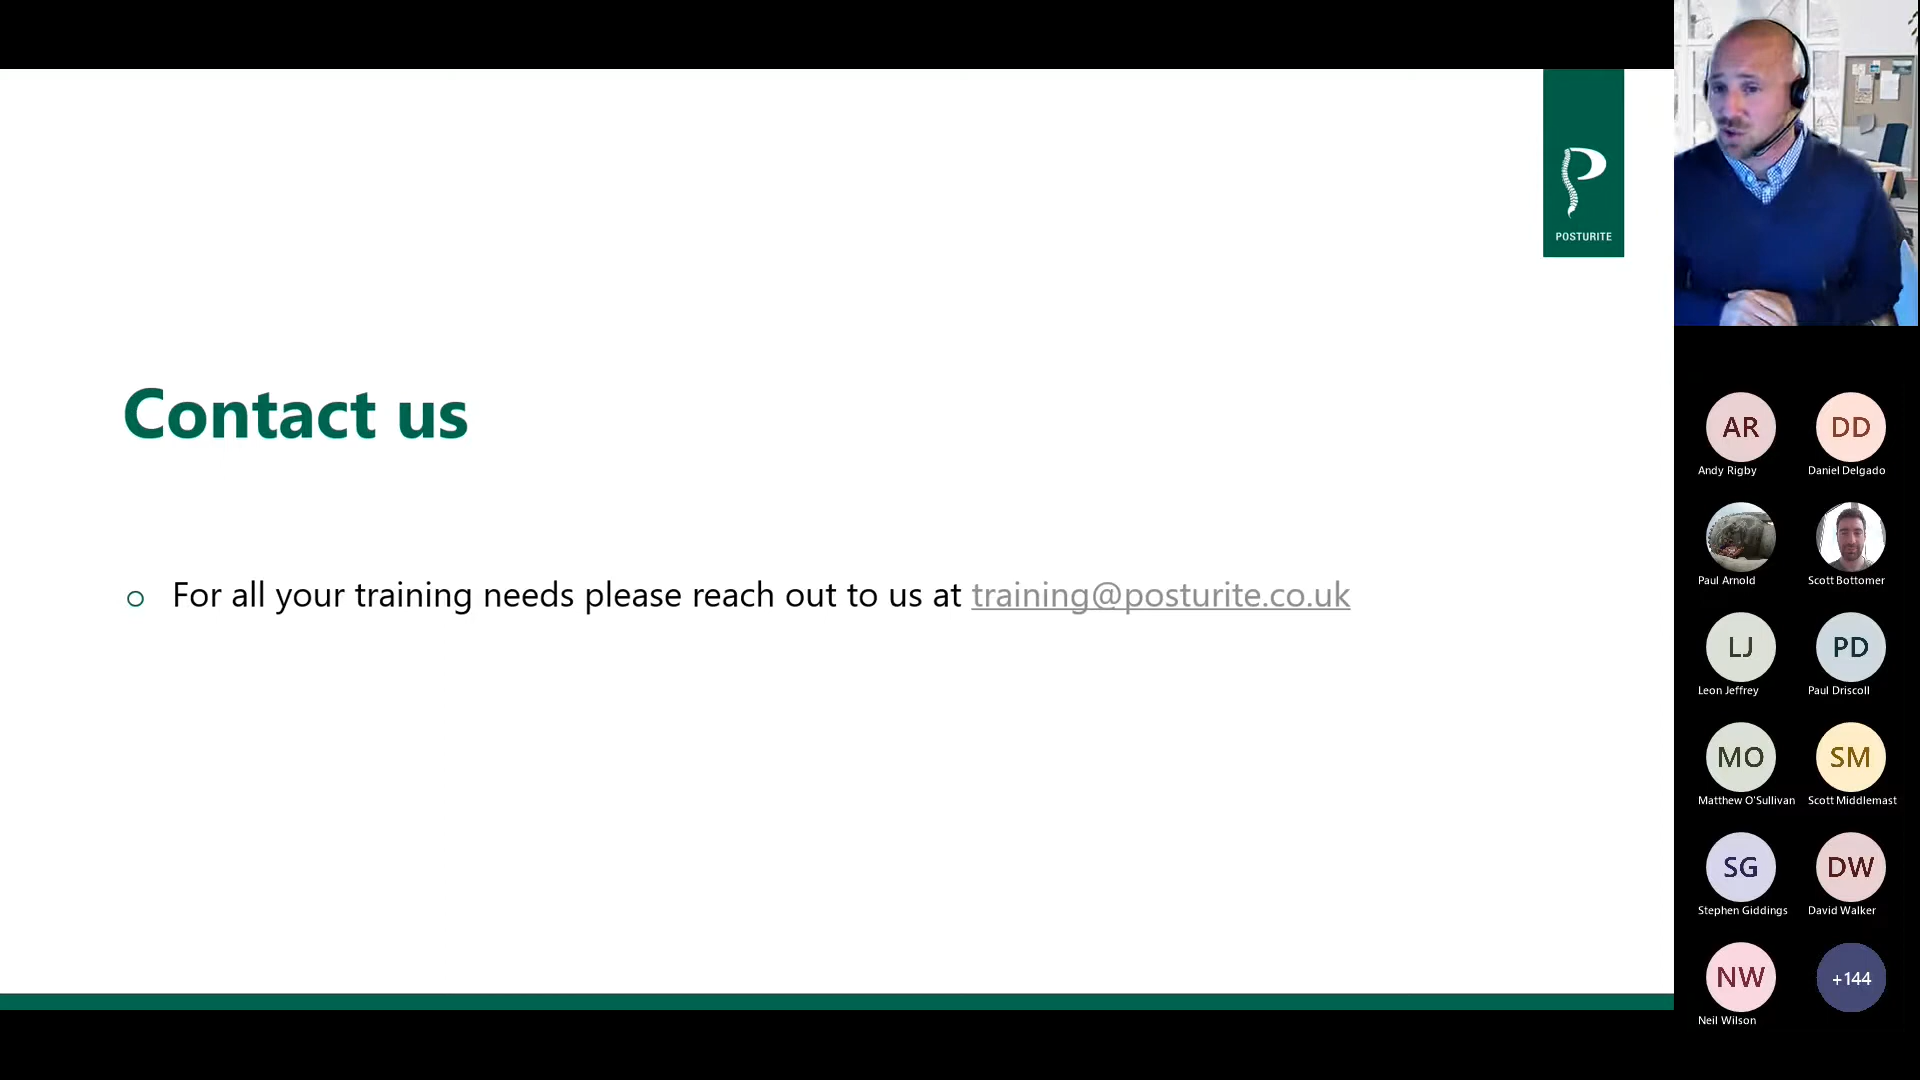 POSTURITE
Contact us
For all your training needs please reach out to us at training@posturite.co.uk
AR
Andy Rigby
DD
Daniel Delgado
Paul Arnold
Scott Bottomer
LJ
Leon Jeffrey
PD
Paul Driscoll
MO
Matthew O'Sullivan
SM
Scott Middlemast
SG
Stephen Giddings
DW
David Walker
NW
Neil Wilson
+144